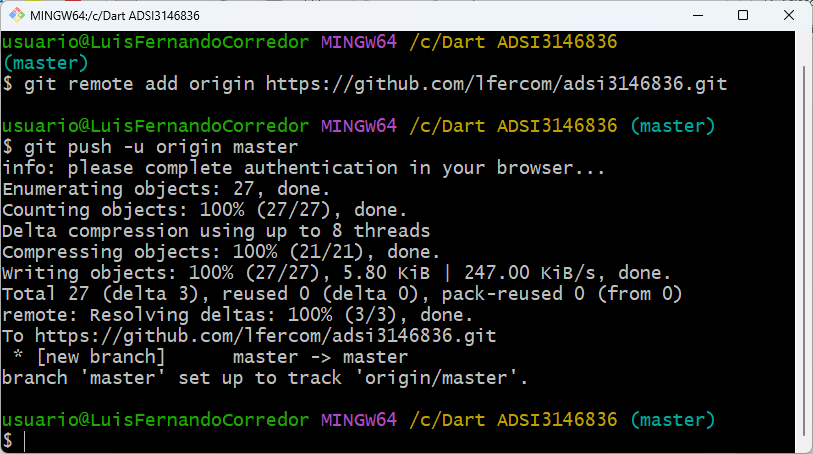 MINGW64:/c/Dart ADSI3146836
usuario@LuisFernandoCorredor MINGW64 /c/Dart ADSI3146836
(master)
$ git remote add origin https://github.com/lfercom/adsi3146836.git
usuario@LuisFernandoCorredor MINGW64 /c/Dart ADSI3146836 (master)
$ git push -u origin master
info: please complete authentication in your browser...
Enumerating objects: 27, done.
Counting objects: 100% (27/27), done.
Delta compression using up to 8 threads
Compressing objects: 100% (21/21), done.
Writing objects: 100% (27/27), 5.80 KiB | 247.00 KiB/s, done.
Total 27 (delta 3), reused 0 (delta 0), pack-reused 0 (from 0)
remote: Resolving deltas: 100% (3/3), done.
To https://github.com/lfercom/adsi3146836.git
 * [new branch]      master -> master
branch 'master' set up to track 'origin/master'.
usuario@LuisFernandoCorredor MINGW64 /c/Dart ADSI3146836 (master)
$